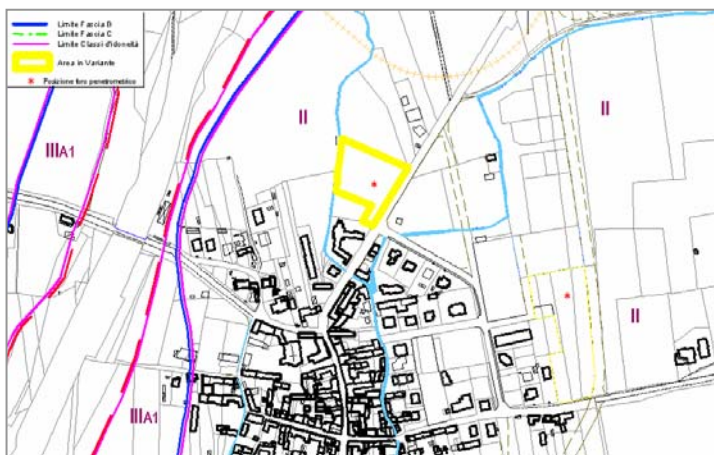 Limite Fascia B
Limite Fascia C
Limite Classi d'idoneità
Area in Variante
Posizione foro penetrometrico
II
II
IIIA1
II
IIIA1